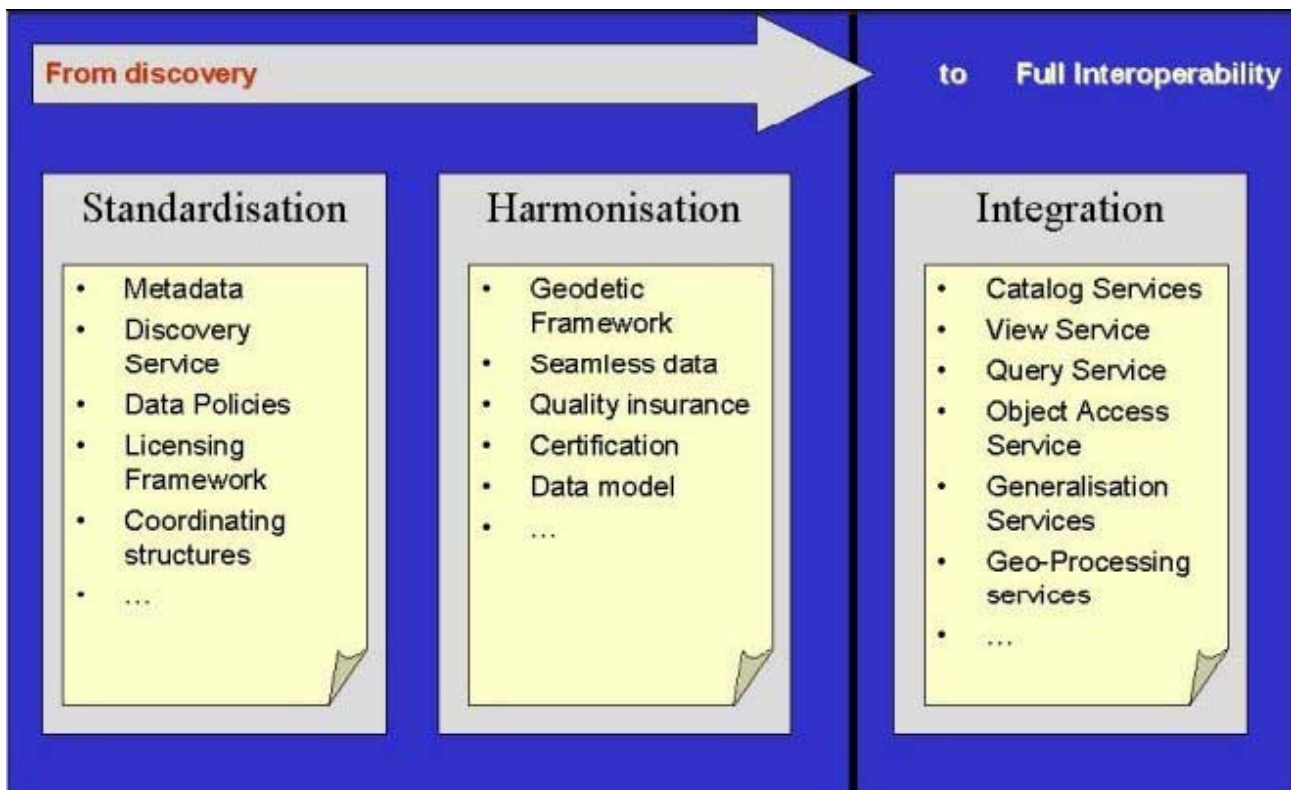 From discovery to Full Interoperability
Standardisation
• Metadata
• Discovery
Service
• Data Policies
• Licensing
Framework
• Coordinating
structures
• ...
Harmonisation
• Geodetic
Framework
• Seamless data
• Quality insurance
• Certification
• Data model
• ...
Integration
• Catalog Services
• View Service
• Query Service
• Object Access
Service
• Generalisation
Services
• Geo-Processing
services
• ...